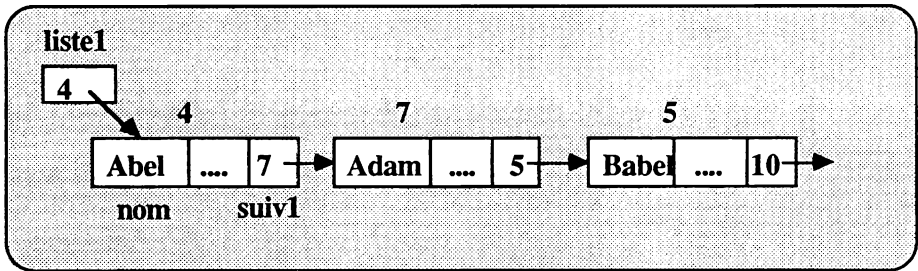 liste1
4
4 7 5
Abel .... 7 Adam .... 5 Babel .... 10
nom suiv1